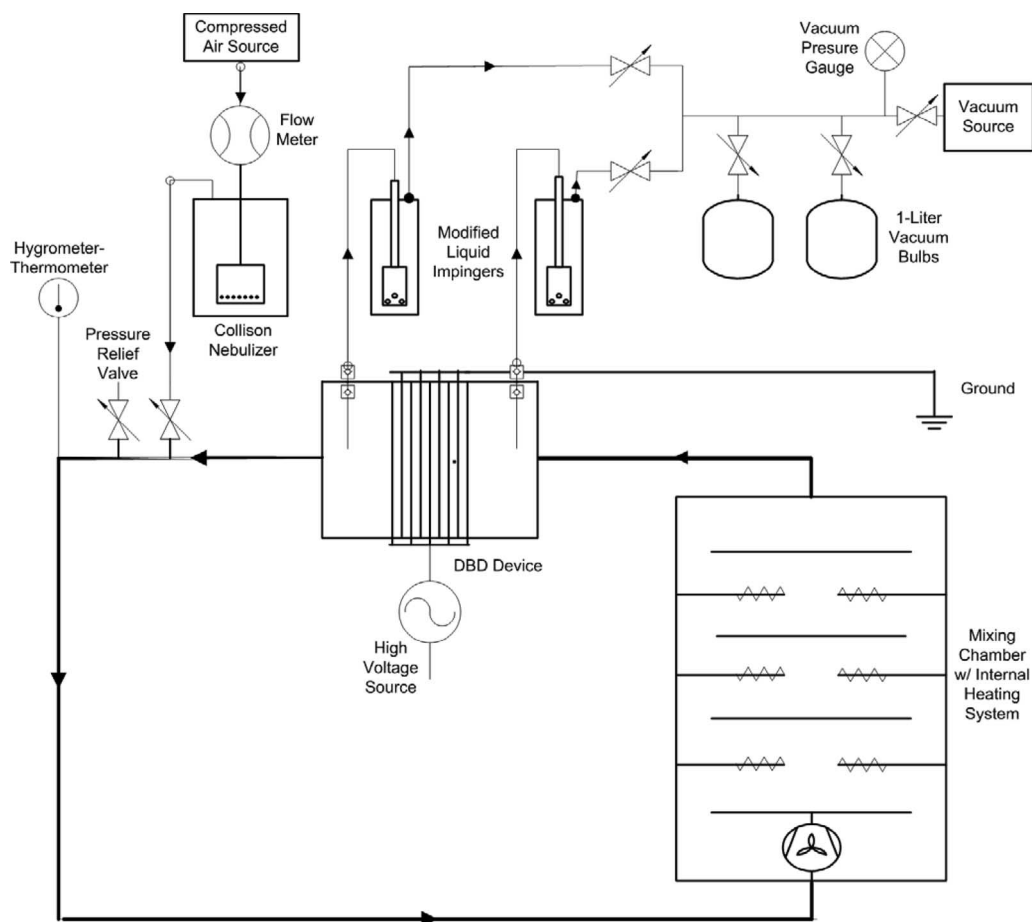 Compressed
Air Source
Flow
Meter
Vacuum
Presure
Gauge
Vacuum
Source
Hygrometer-
Thermometer
Modified
Liquid
Impingers
1-Liter
Vacuum
Bulbs
Collison
Nebulizer
Pressure
Relief
Valve
Ground
DBD Device
High
Voltage
Source
Mixing
Chamber
w/ Internal
Heating
System